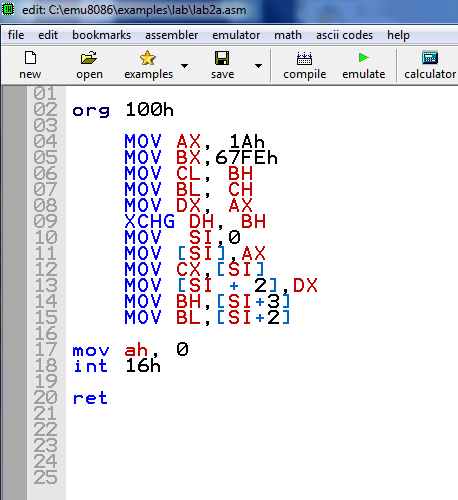 edit: C:\emu8086\examples\lab\lab2a.asm
file edit bookmarks assembler emulator math ascii codes help
new open examples save compile emulate calculator
01
02 org 100h
03
04 MOV AX, 1Ah
05 MOV BX,67FEh
06 MOV CL, BH
07 MOV BL, CH
08 MOV DX, AX
09 XCHG DH, BH
10 MOV SI,0
11 MOV [SI],AX
12 MOV CX,[SI]
13 MOV [SI + 2],DX
14 MOV BH,[SI+3]
15 MOV BL,[SI+2]
16
17 mov ah, 0
18 int 16h
19
20 ret
21
22
23
24
25